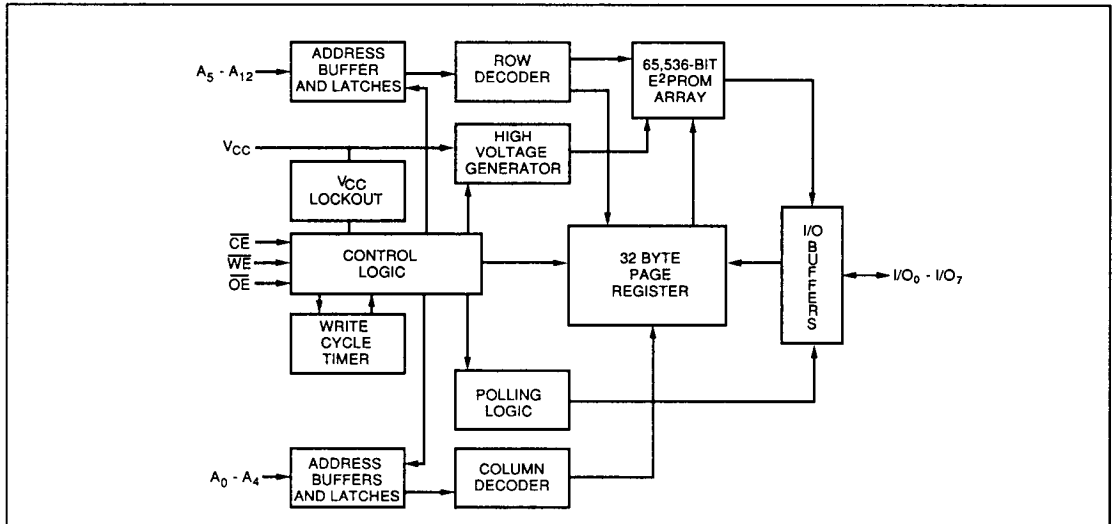 A5 - A12
ADDRESS
BUFFER
AND LATCHES
ROW
DECODER
65,536-BIT
E²PROM
ARRAY
VCC
HIGH
VOLTAGE
GENERATOR
VCC
LOCKOUT
CE
WE
OE
CONTROL
LOGIC
32 BYTE
PAGE
REGISTER
I/O
BUFFERS
I/O0 - I/O7
WRITE
CYCLE
TIMER
POLLING
LOGIC
A0 - A4
ADDRESS
BUFFERS
AND LATCHES
COLUMN
DECODER